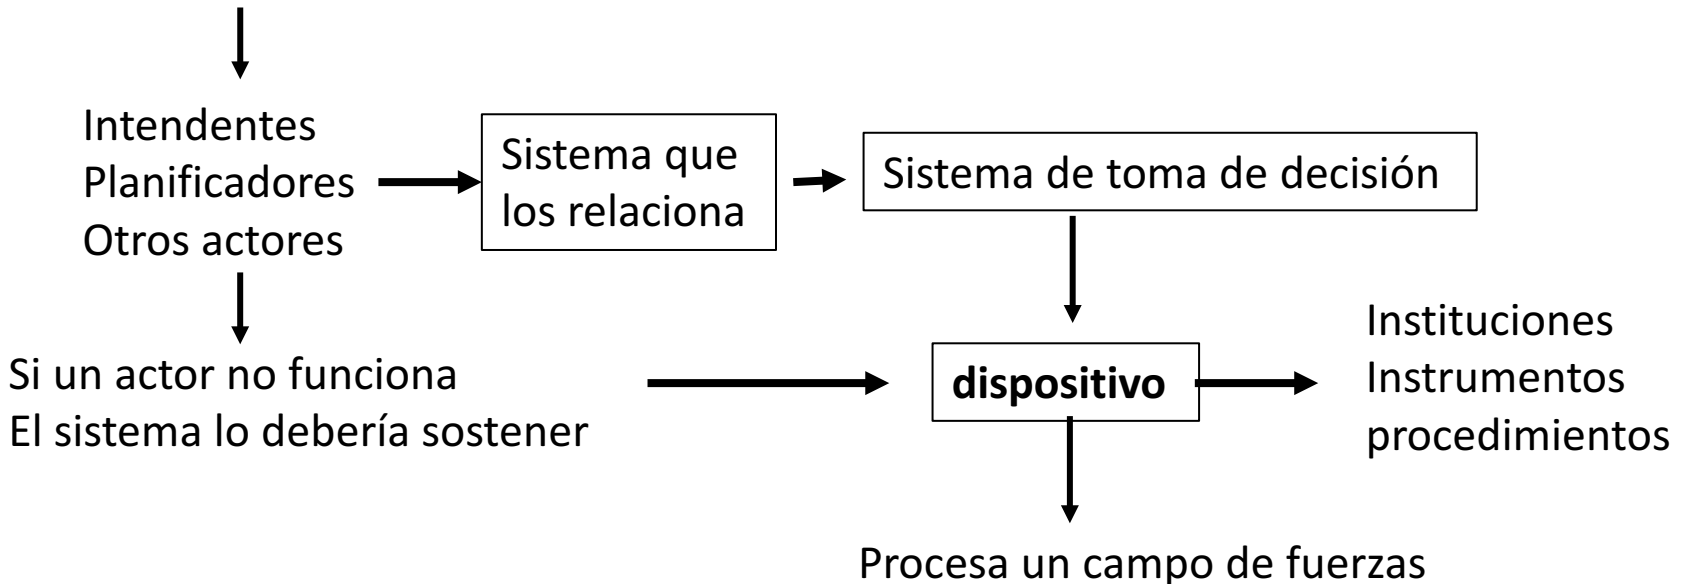 Intendentes
Planificadores
Otros actores
Sistema que
los relaciona
Sistema de toma de decisión
Si un actor no funciona
El sistema lo debería sostener
dispositivo
Instituciones
Instrumentos
procedimientos
Procesa un campo de fuerzas